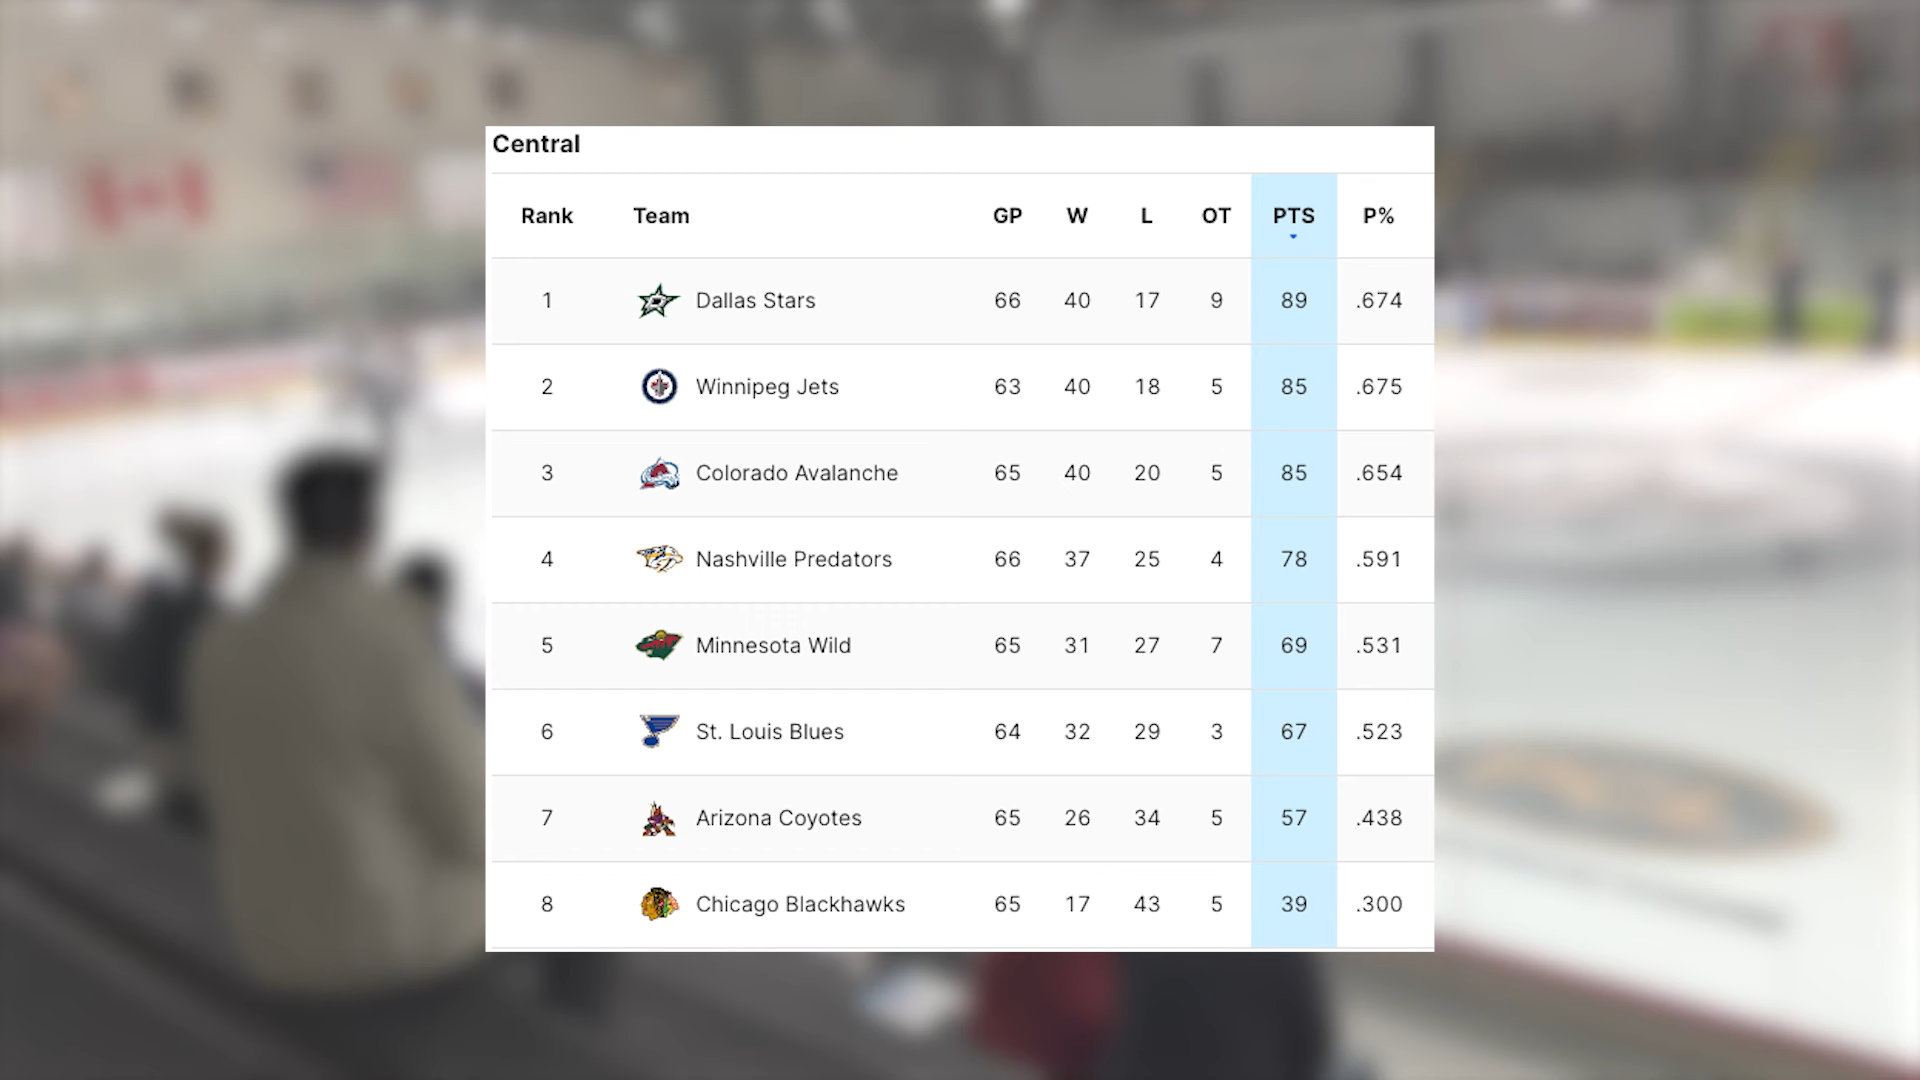 Central
Rank Team GP W L OT PTS P%
1 Dallas Stars 66 40 17 9 89 .674
2 Winnipeg Jets 63 40 18 5 85 .675
3 Colorado Avalanche 65 40 20 5 85 .654
4 Nashville Predators 66 37 25 4 78 .591
5 Minnesota Wild 65 31 27 7 69 .531
6 St. Louis Blues 64 32 29 3 67 .523
7 Arizona Coyotes 65 26 34 5 57 .438
8 Chicago Blackhawks 65 17 43 5 39 .300